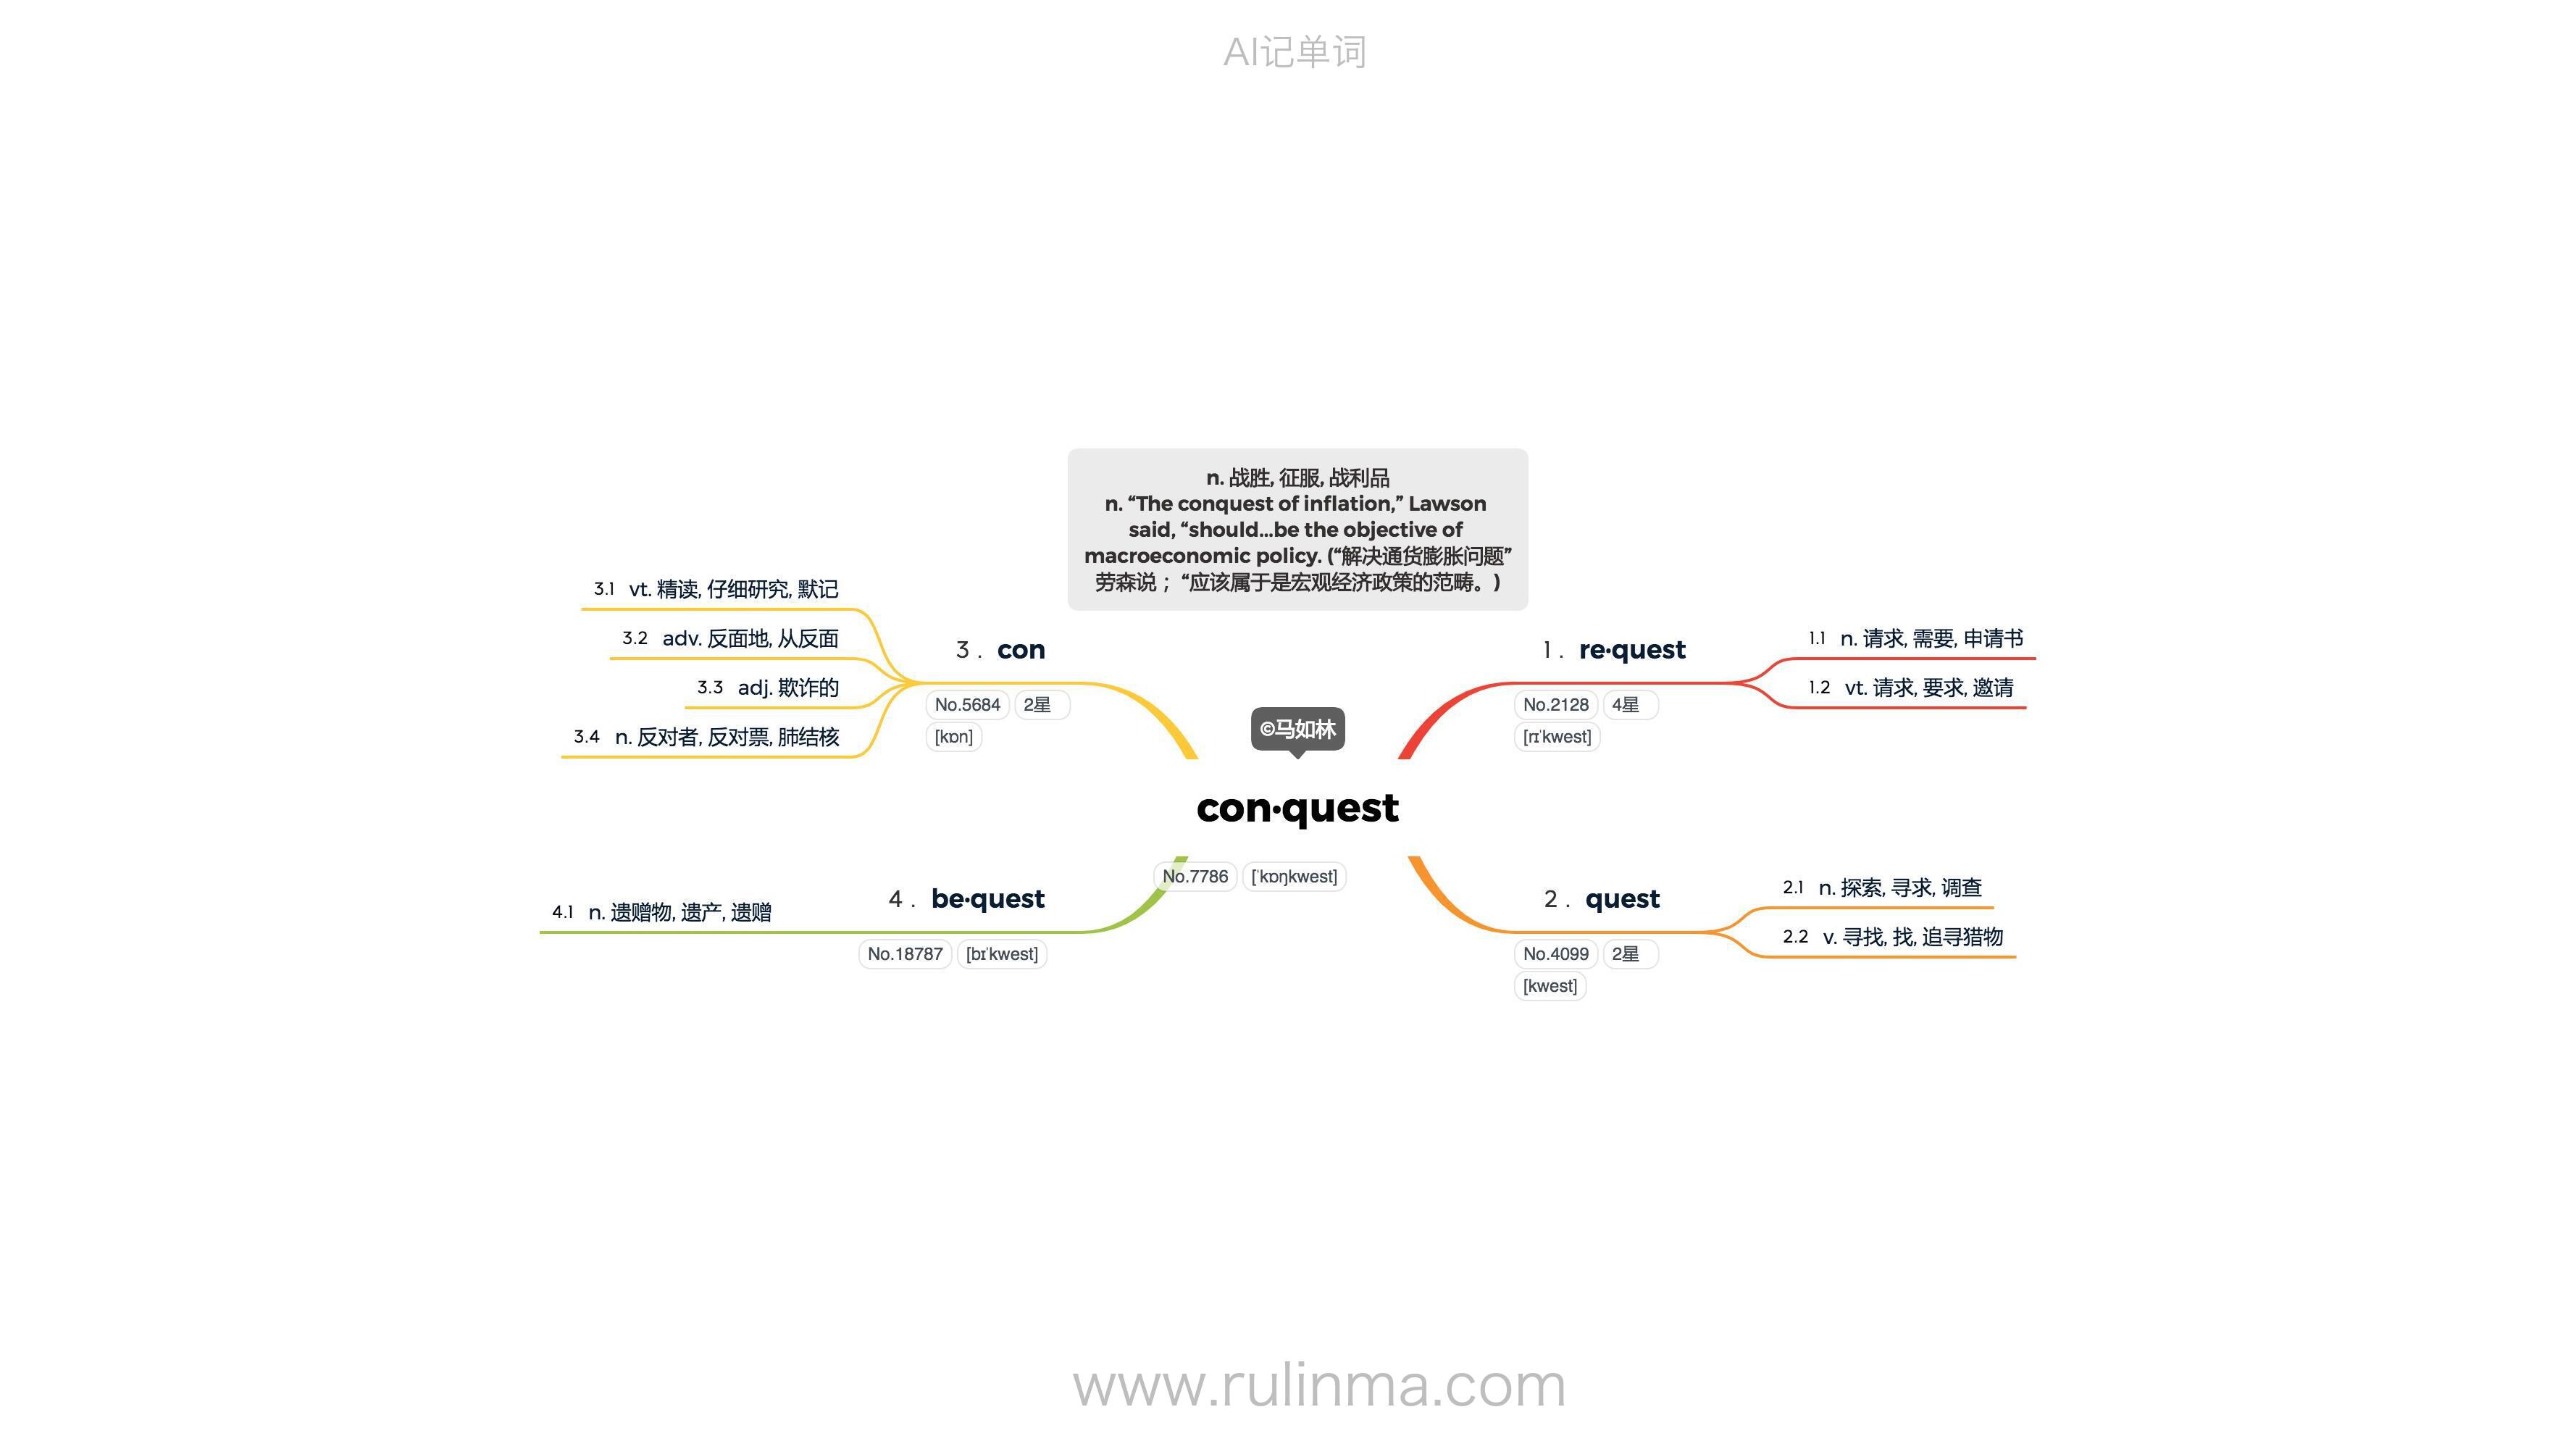 AI记单词
n. 战胜, 征服, 战利品
n. “The conquest of inflation,” Lawson
said, “should...be the objective of
macroeconomic policy. (“解决通货膨胀问题”
劳森说； “应该属于是宏观经济政策的范畴。)
©马如林
con·quest
No.7786 [ˈkɒŋkwest]
1 . re·quest
No.2128 4星
[rɪˈkwest]
1.1 n. 请求, 需要, 申请书
1.2 vt. 请求, 要求, 邀请
2 . quest
No.4099 2星
[kwest]
2.1 n. 探索, 寻求, 调查
2.2 v. 寻找, 找, 追寻猎物
3 . con
No.5684 2星
[kɒn]
3.1 vt. 精读, 仔细研究, 默记
3.2 adv. 反面地, 从反面
3.3 adj. 欺诈的
3.4 n. 反对者, 反对票, 肺结核
4 . be·quest
No.18787 [bɪˈkwest]
4.1 n. 遗赠物, 遗产, 遗赠
www.rulinma.com